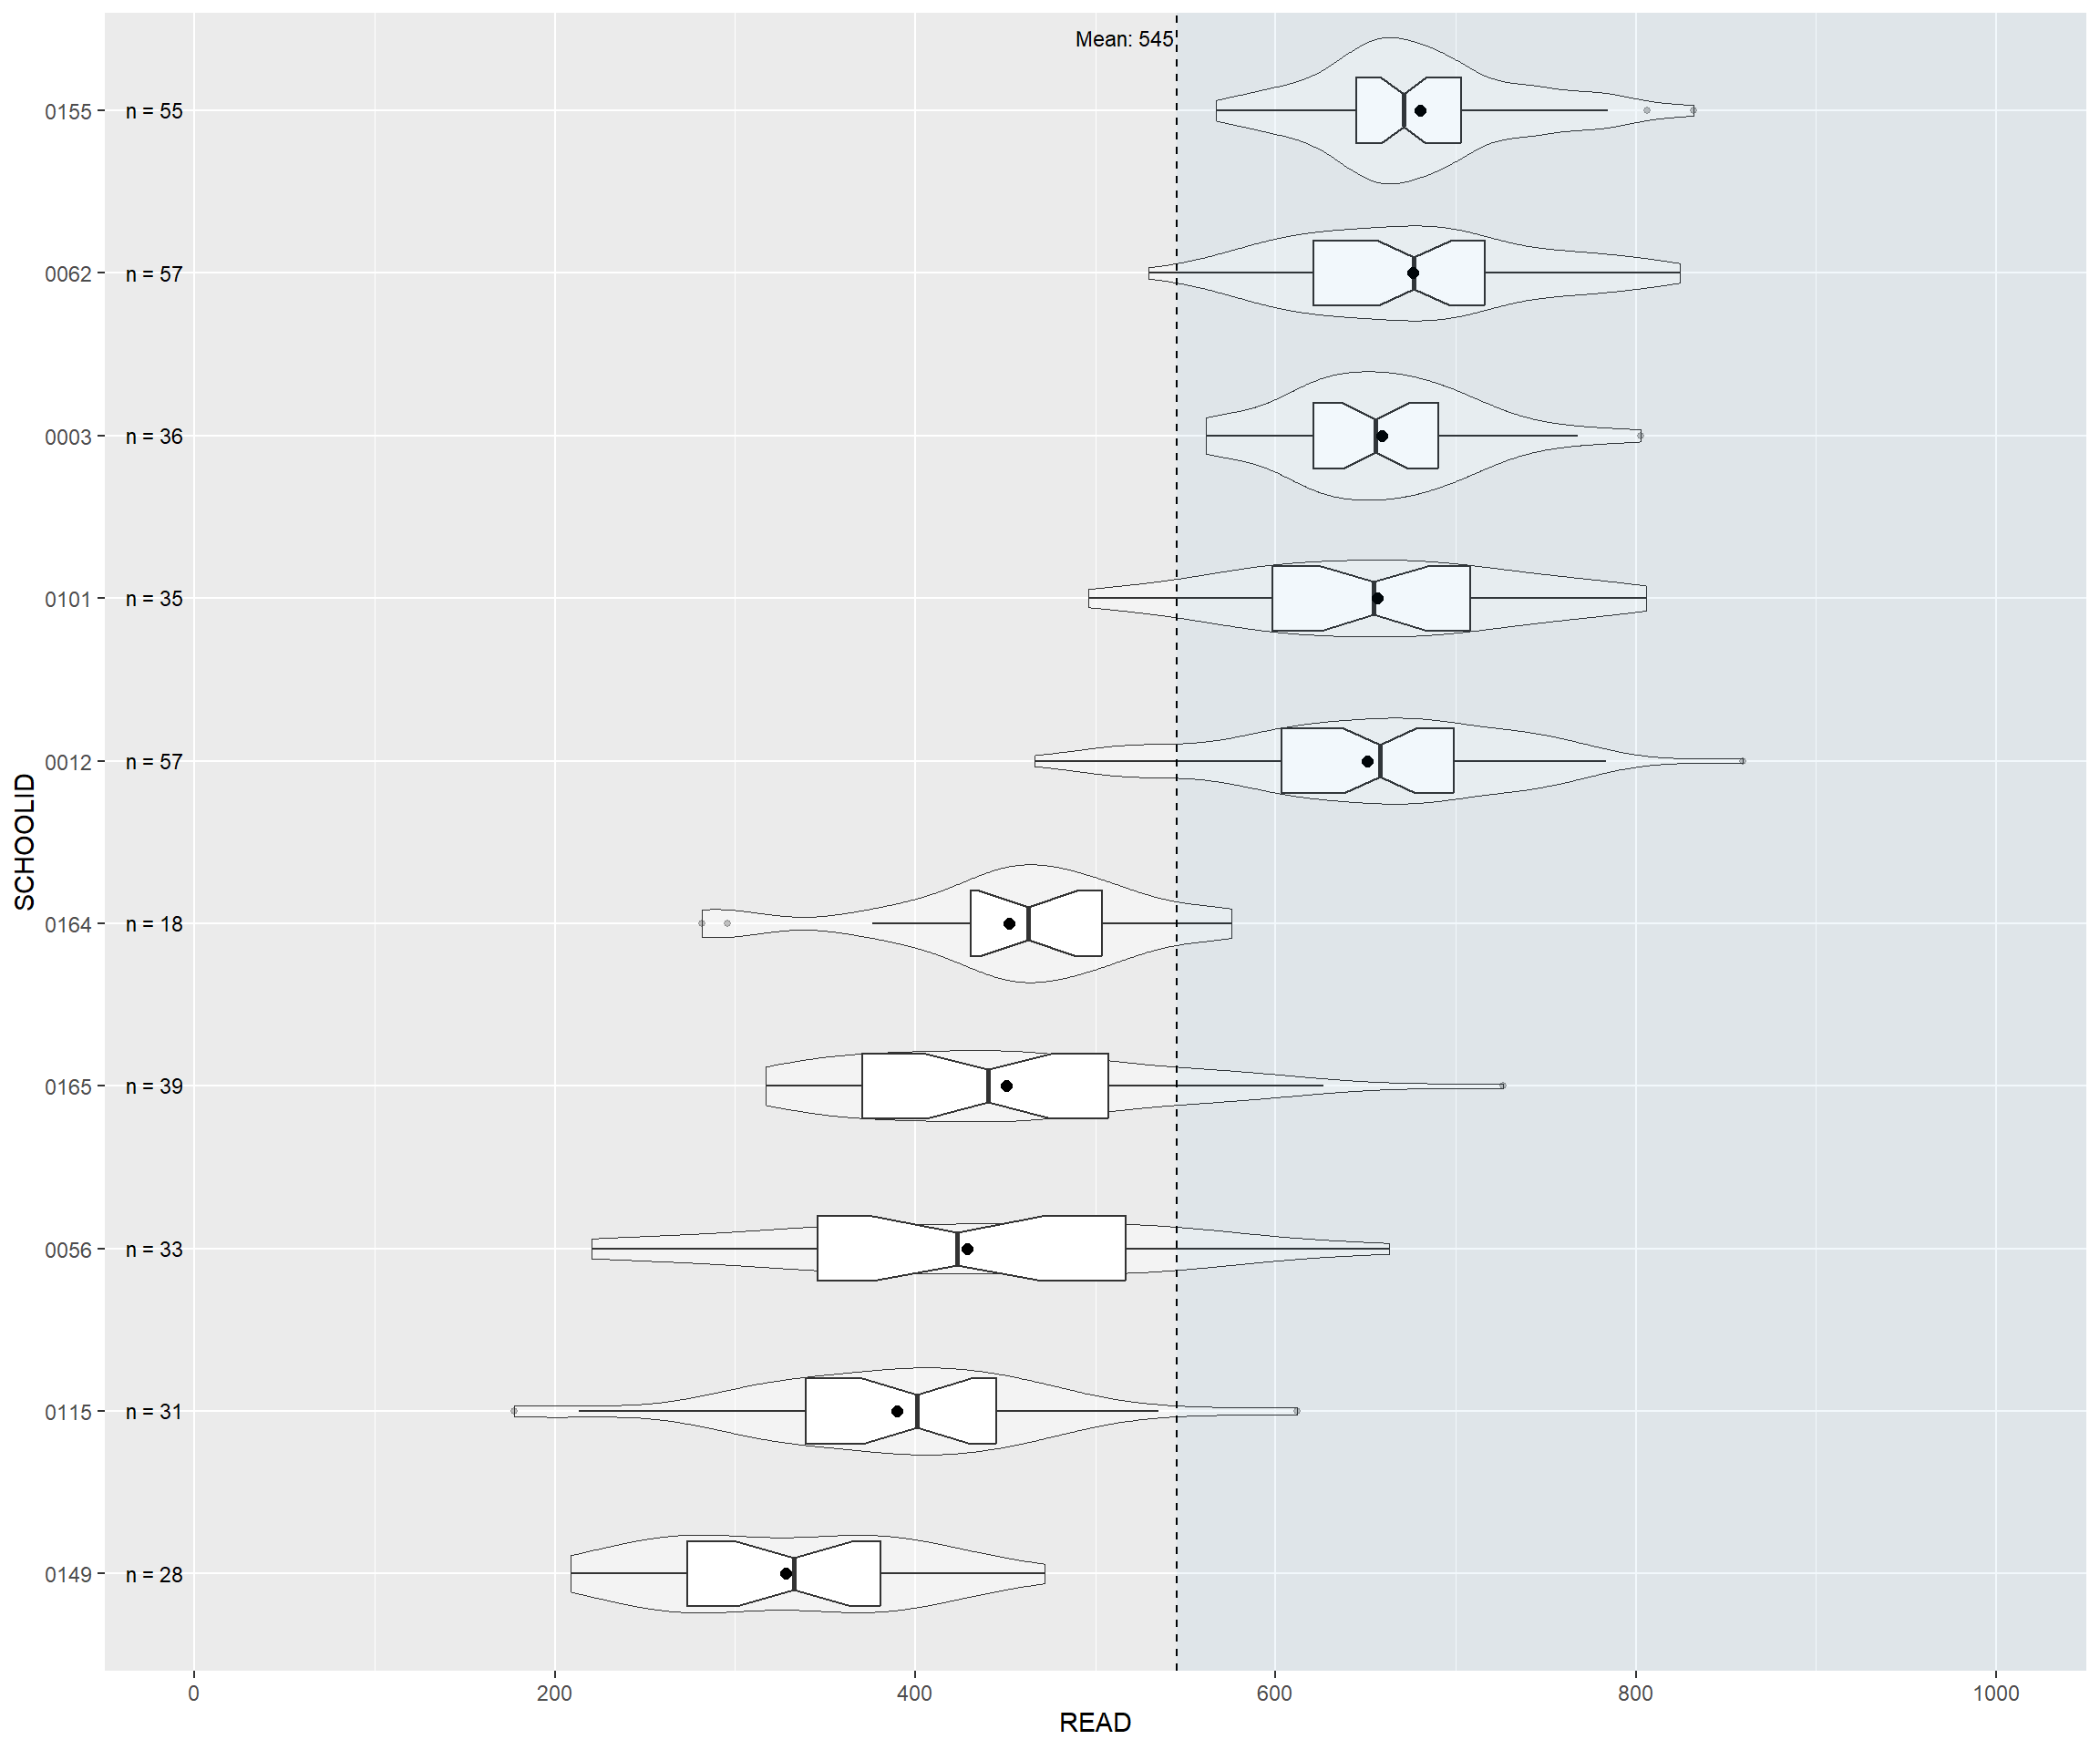 Mean: 545
0155 n = 55
0062 n = 57
0003 n = 36
0101 n = 35
0012 n = 57
SCHOOLID
0164 n = 18
0165 n = 39
0056 n = 33
0115 n = 31
0149 n = 28
0 200 400 600 800 1000
READ